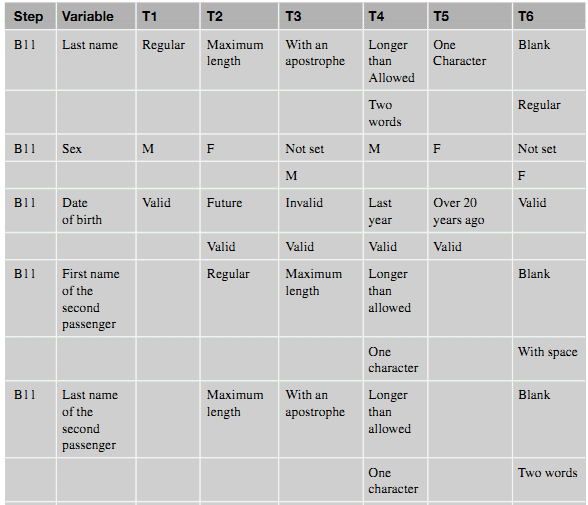 Step Variable T1 T2 T3 T4 T5 T6
B11 Last name Regular Maximum With an Longer One Blank
length apostrophe than Character
Allowed
Two Regular
words
B11 Sex M F Not set M F Not set
M F
B11 Date Valid Future Invalid Last Over 20 Valid
of birth year years ago
Valid Valid Valid Valid
B11 First name Regular Maximum Longer Blank
of the length than
second allowed
passenger
One With space
character
B11 Last name Maximum With an Longer Blank
of the length apostrophe than
second allowed
passenger
One Two words
character